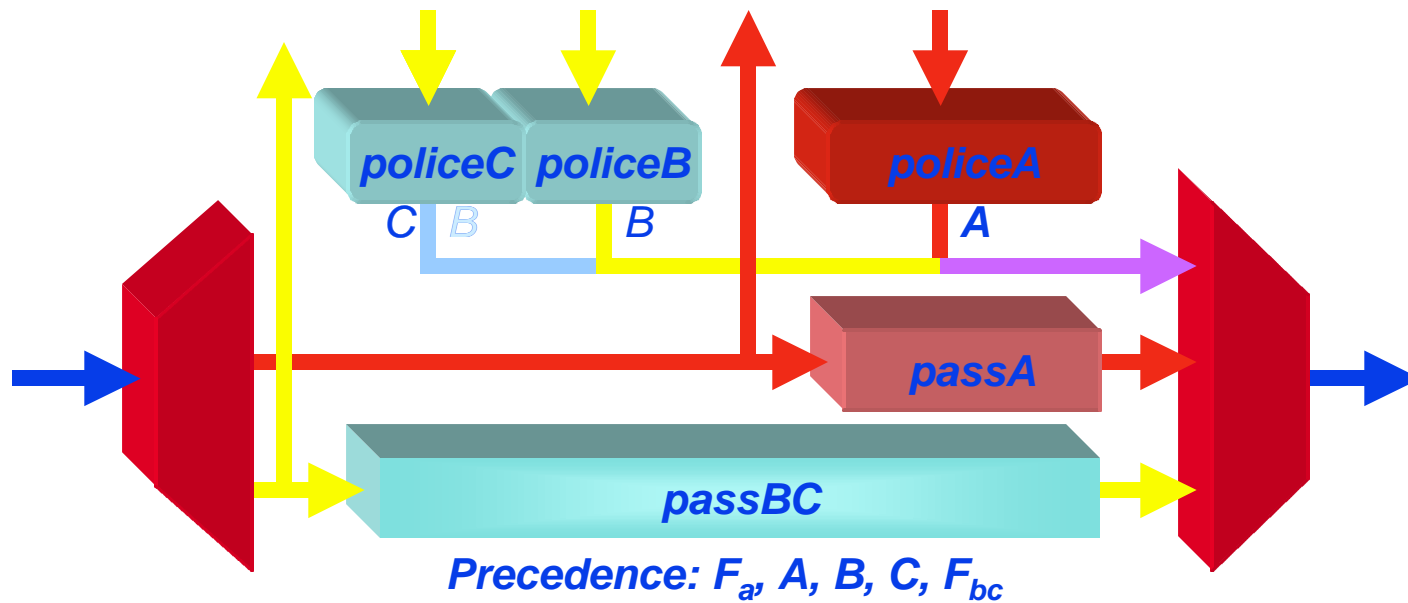 policeC policeB policeA
C B B A
passA
passBC
Precedence: Fa, A, B, C, Fbc